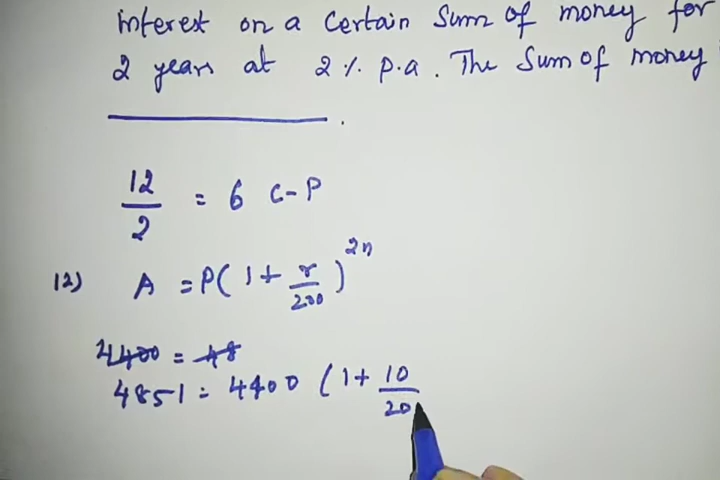 interest on a certain Sum of money for
2 years at 2 % p.a. The Sum of money
__________ .
12/2 = 6 C-P
12) A = P(1 + r/200)^2n
4400 = 48
4851 = 4400 (1 + 10/20